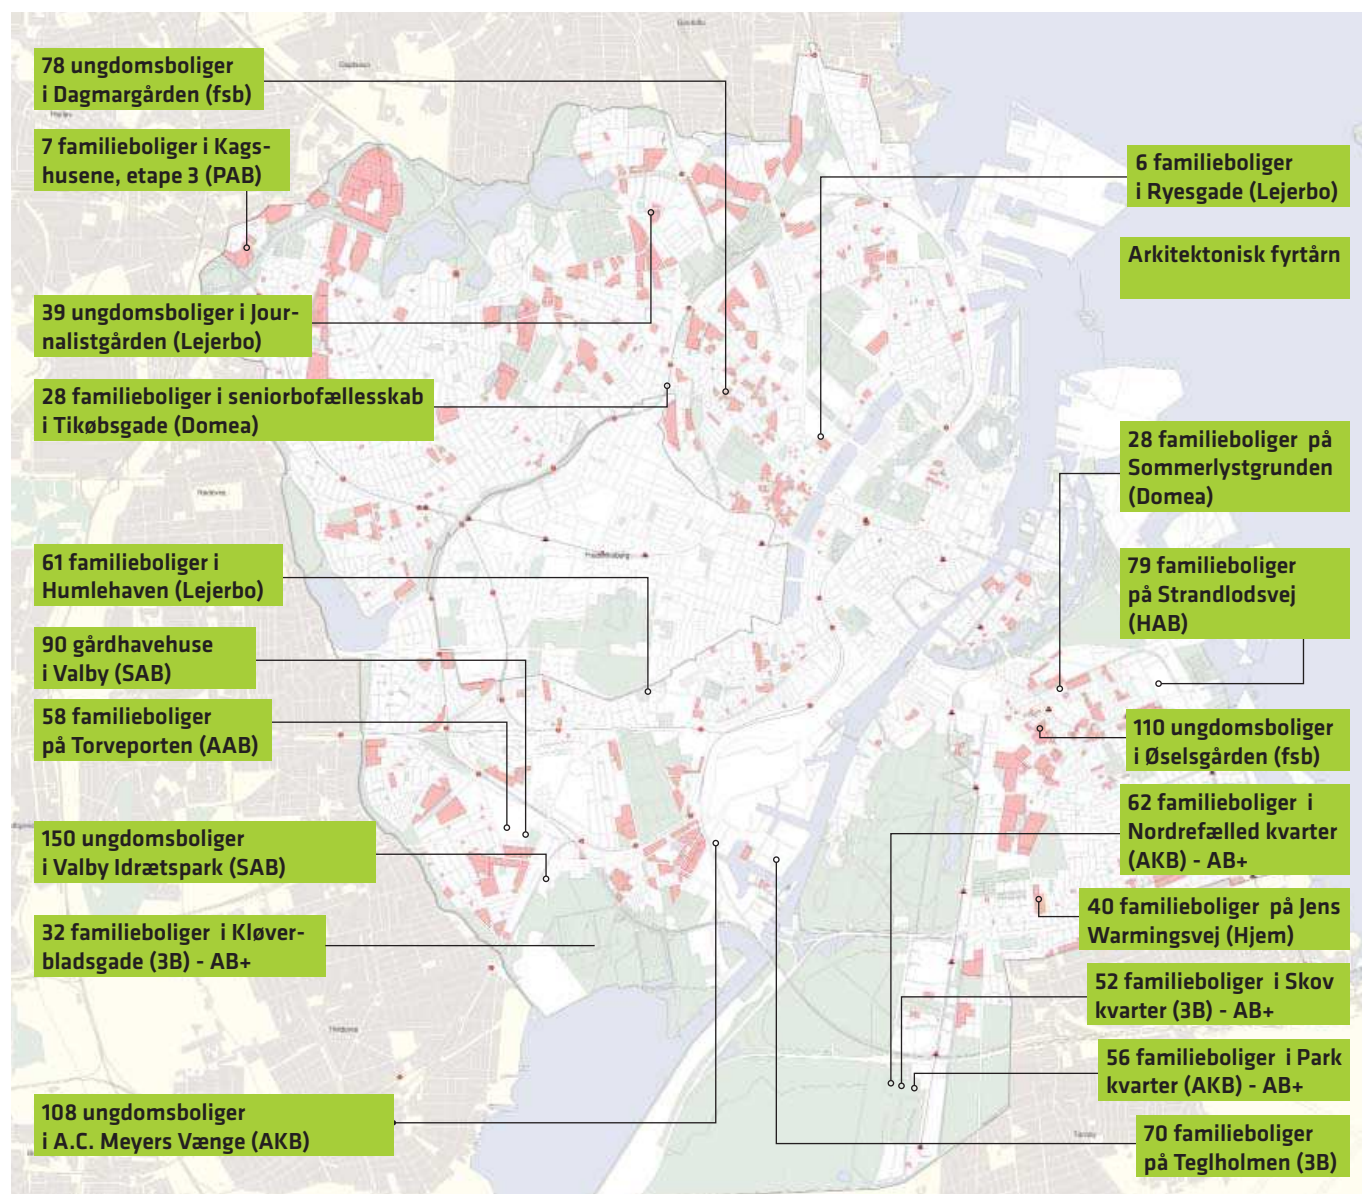 78 ungdomsboliger
i Dagmargården (fsb)
7 familieboliger i Kags-
husene, etape 3 (PAB)
39 ungdomsboliger i Jour-
nalistgården (Lejerbo)
28 familieboliger i seniorbofællesskab
i Tikøbsgade (Domea)
61 familieboliger i
Humlehaven (Lejerbo)
90 gårdhavehuse
i Valby (SAB)
58 familieboliger
på Torveporten (AAB)
150 ungdomsboliger
i Valby Idrætspark (SAB)
32 familieboliger i Kløver-
bladsgade (3B) - AB+
108 ungdomsboliger
i A.C. Meyers Vænge (AKB)
6 familieboliger
i Ryesgade (Lejerbo)
Arkitektonisk fyrtårn
28 familieboliger på
Sommerlystgrunden
(Domea)
79 familieboliger
på Strandlodsvej
(HAB)
110 ungdomsboliger
i Øselsgården (fsb)
62 familieboliger i
Nordrefælled kvarter
(AKB) - AB+
40 familieboliger på Jens
Warmingsvej (Hjem)
52 familieboliger i Skov
kvarter (3B) - AB+
56 familieboliger i Park
kvarter (AKB) - AB+
70 familieboliger
på Teglholmen (3B)
Frederiksberg